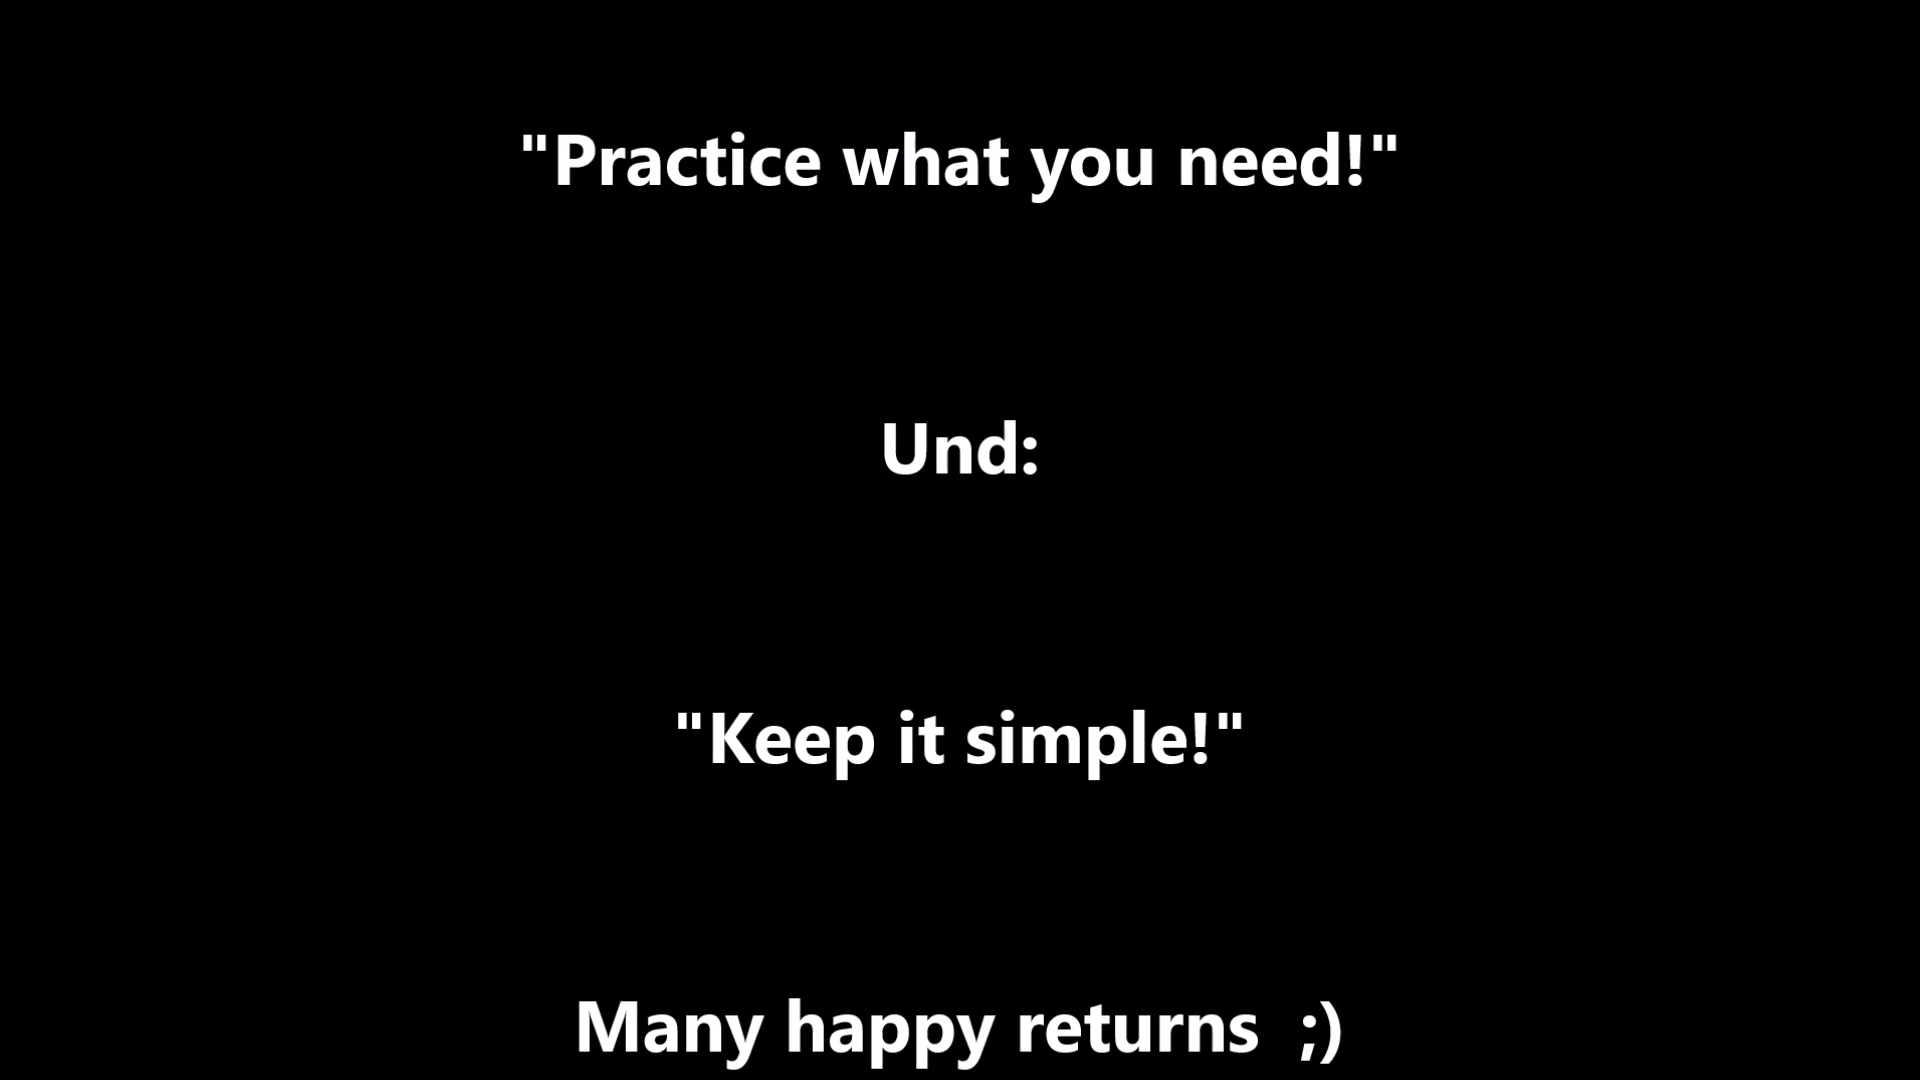 "Practice what you need!"
Und:
"Keep it simple!"
Many happy returns  ;)